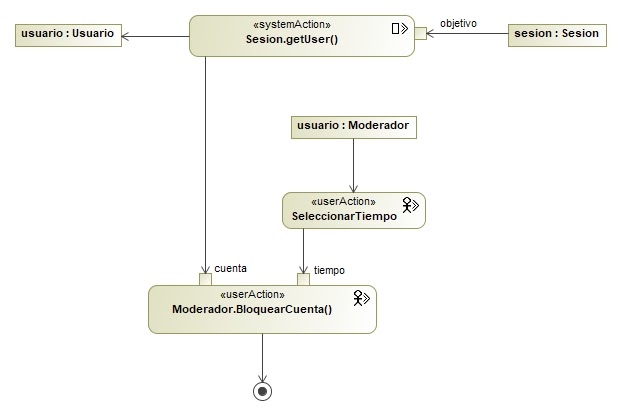 «systemAction»
Sesion.getUser()
usuario : Usuario
objetivo
sesion : Sesion
usuario : Moderador
«userAction»
SeleccionarTiempo
cuenta
tiempo
«userAction»
Moderador.BloquearCuenta()